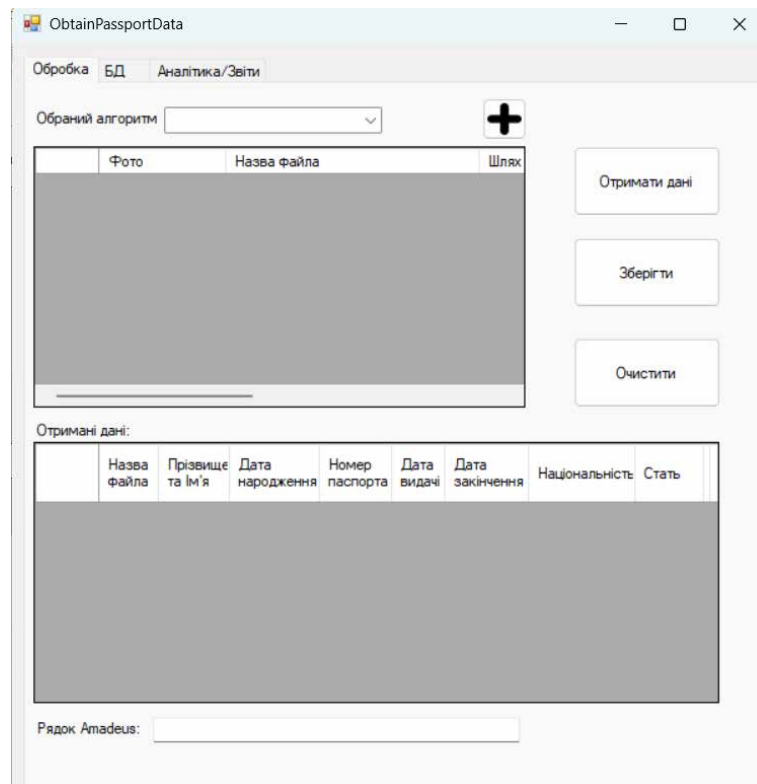 ObtainPassportData
Обробка БД Аналітика/Звіти
Обраний алгоритм
Фото Назва файла Шлях
Отримати дані
Зберігти
Очистити
Отримані дані:
Назва файла
Прізвище та Ім'я
Дата народження
Номер паспорта
Дата видачі
Дата закінчення
Національність
Стать
Рядок Amadeus: